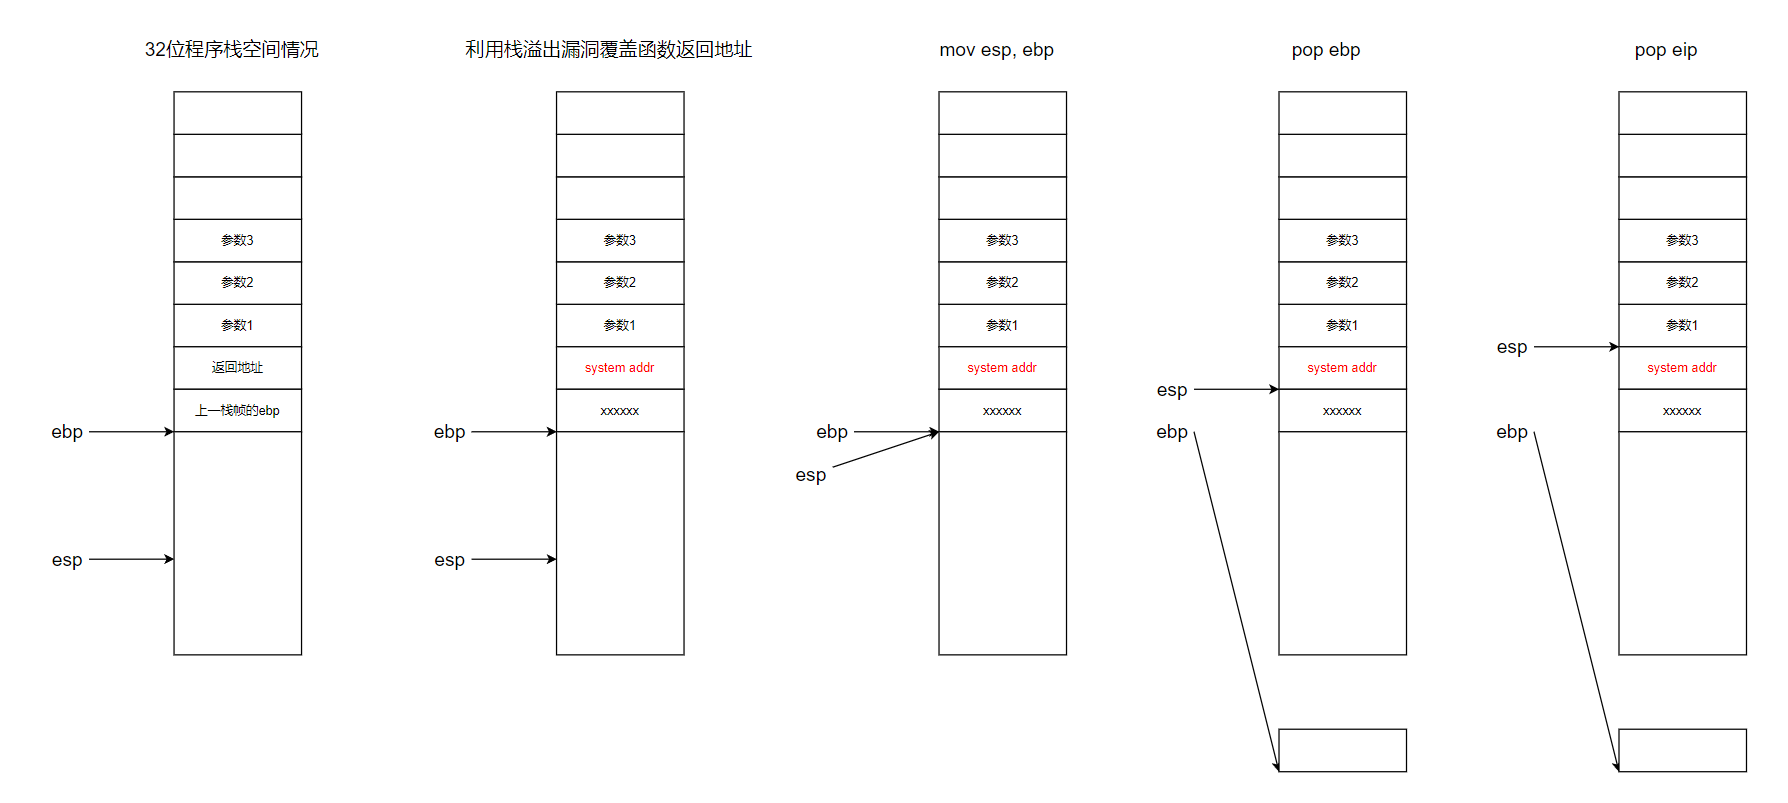 32位程序栈空间情况
参数3
参数2
参数1
返回地址
上一栈帧的ebp
ebp
esp
利用栈溢出漏洞覆盖函数返回地址
参数3
参数2
参数1
system addr
xxxxxx
ebp
esp
mov esp, ebp
参数3
参数2
参数1
system addr
xxxxxx
ebp
esp
pop ebp
参数3
参数2
参数1
system addr
xxxxxx
esp
ebp
pop eip
参数3
参数2
参数1
esp
system addr
xxxxxx
ebp